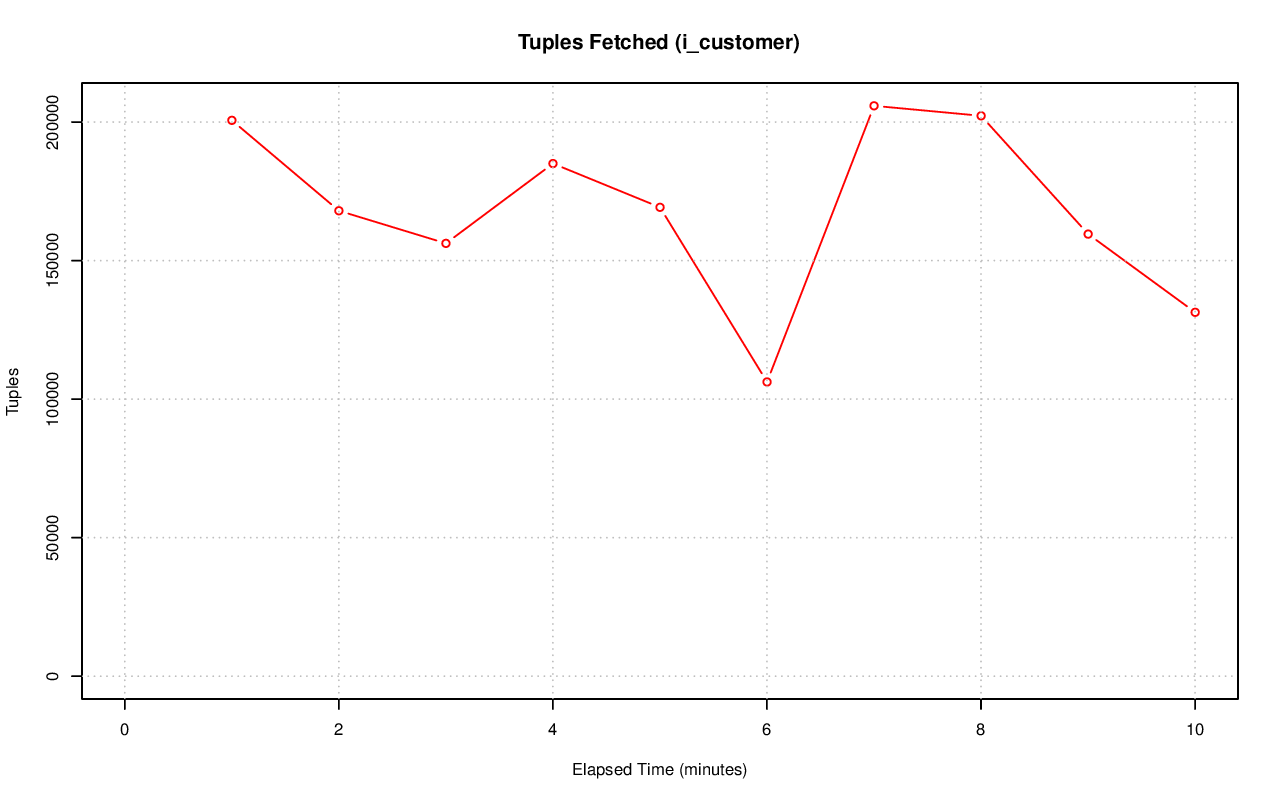 Tuples Fetched (i_customer)
Tuples
200000
150000
100000
50000
0
0 2 4 6 8 10
Elapsed Time (minutes)